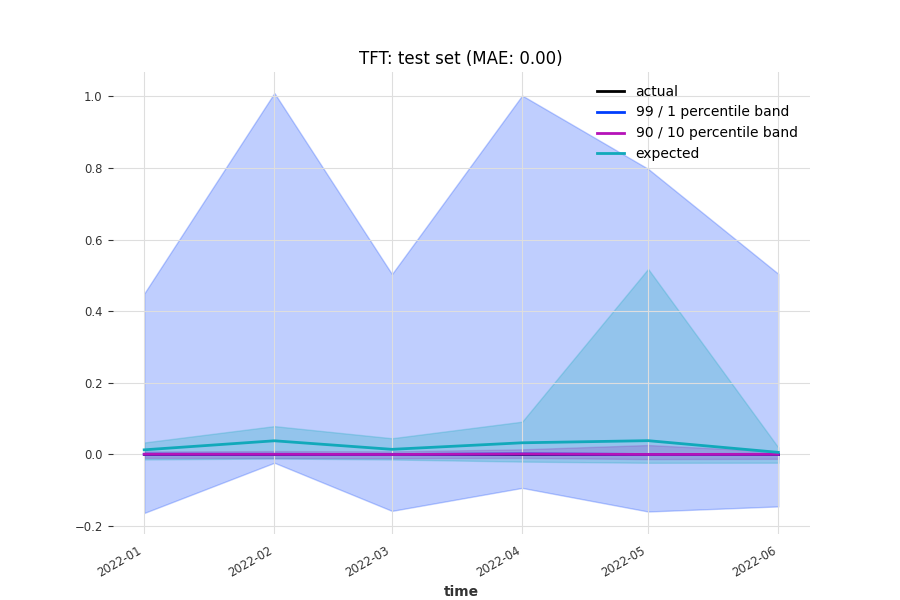 TFT: test set (MAE: 0.00)
actual
99 / 1 percentile band
90 / 10 percentile band
expected
1.0
0.8
0.6
0.4
0.2
0.0
−0.2
2022-01
2022-02
2022-03
2022-04
2022-05
2022-06
time